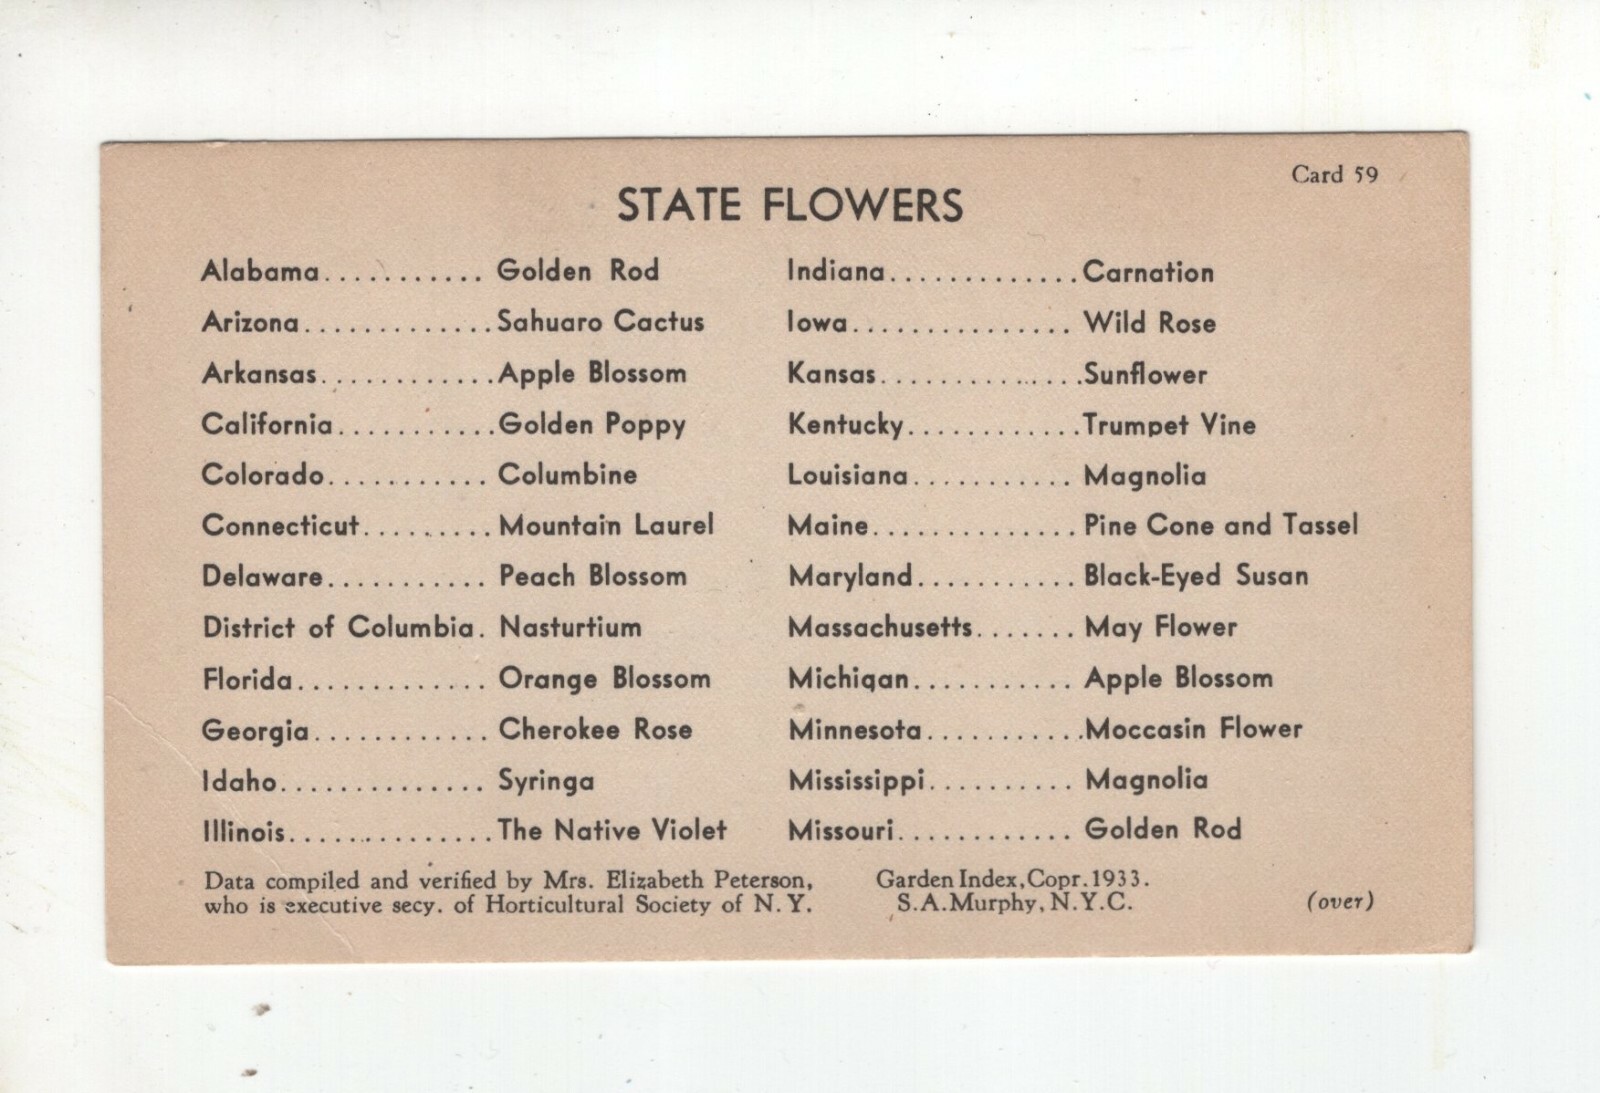 Card 59
STATE FLOWERS
Alabama........... Golden Rod
Arizona.............Sahuaro Cactus
Arkansas............Apple Blossom
California...........Golden Poppy
Colorado........... Columbine
Connecticut.........Mountain Laurel
Delaware........... Peach Blossom
District of Columbia. Nasturtium
Florida............. Orange Blossom
Georgia............ Cherokee Rose
Idaho.............. Syringa
Illinois..............The Native Violet
Indiana.............Carnation
Iowa............... Wild Rose
Kansas..............Sunflower
Kentucky............Trumpet Vine
Louisiana........... Magnolia
Maine.............. Pine Cone and Tassel
Maryland........... Black-Eyed Susan
Massachusetts....... May Flower
Michigan........... Apple Blossom
Minnesota...........Moccasin Flower
Mississippi.......... Magnolia
Missouri............ Golden Rod
Data compiled and verified by Mrs. Elizabeth Peterson,
who is executive secy. of Horticultural Society of N. Y.
Garden Index, Copr. 1933.
S. A. Murphy, N. Y. C.
(over)